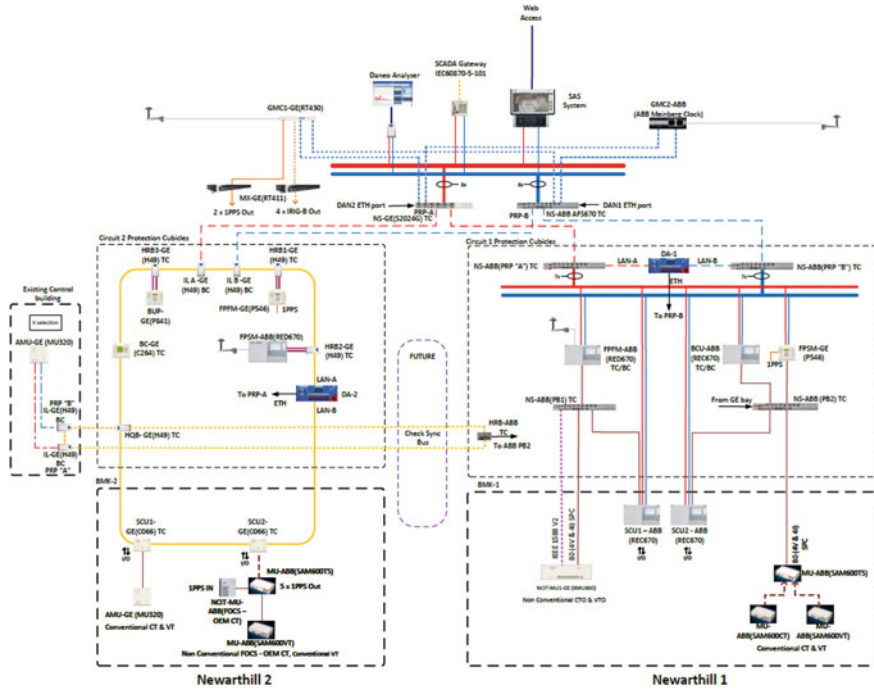 Web
Access
SCADA Gateway
IEC60870-5-101
Daneo Analyser
SAS
System
GMC2-ABB
(ABB Meinberg Clock)
GMC1-GE(RT430)
MX-GE(RT411)
2 x 1PPS Out
4 x IRIG-B Out
DAN2 ETH port
PRP-A
NS-GE(S2024G) TC
PRP-B
NS-ABB AFS670 TC
DAN1 ETH port
Circuit 2 Protection Cubicles
HRB3-GE
(H49) TC
IL A -GE
(H49) BC
IL B -GE
(H49) BC
HRB1-GE
(H49) TC
BUP-
GE(P841)
FPFM-GE(P546)
1PPS
FPSM-ABB(RED670)
HRB2-GE
(H49) TC
BC-GE
(C264) TC
LAN-A
To PRP-A
ETH
DA-2
LAN-B
HQB- GE(H49) TC
Existing Control
building
V selection
AMU-GE (MU320)
PRP "B"
IL-GE(H49)
BC
IL-GE(H49)
BC
PRP "A"
FUTURE
Check Sync
Bus
HRB-ABB
TC
To ABB PB2
Circuit 1 Protection Cubicles
NS-ABB(PRP "A") TC
LAN-A
DA-1
LAN-B
NS-ABB(PRP "B") TC
ETH
To PRP-B
FPFM-ABB
(RED670)
TC/BC
BCU-ABB
(REC670)
TC/BC
1PPS
FPSM-GE
(P546)
NS-ABB(PB1) TC
From GE bay
NS-ABB (PB2) TC
BMK-2
SCU1-
GE(C066) TC
SCU2-
GE(C066) TC
1PPS IN
MU-ABB(SAM600TS)
5 x 1PPS Out
NCIT-MU-
ABB(FOCS –
OEM CT)
AMU-GE (MU320)
Conventional CT & VT
MU-ABB(SAM600VT)
Non Conventional FOCS - OEM CT, Conventional VT
Newarthill 2
BMK-1
IEEE 1588 V2
80 (4V & 4I) SPC
SCU1 – ABB
(REC670)
SCU2 - ABB
(REC670)
80 (4V & 4I)
SPC
MU-ABB(SAM600TS)
Non Conventional CTO & VTO
MU-
ABB(SAM600CT)
MU-
ABB(SAM600VT)
Conventional CT & VT
Newarthill 1